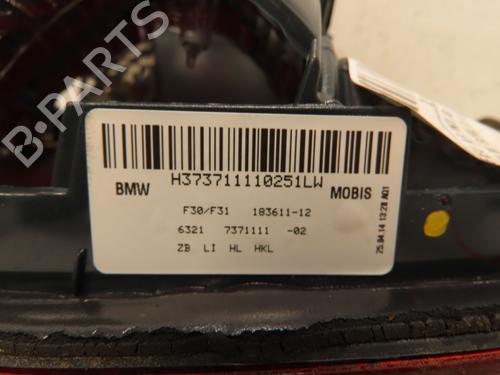 B-PARTS
H373711110251LW
BMW
MOBIS
F30/F31 183611-12
6321 7371111 -02
ZB LI HL HKL
25.04.14 13:28 A01